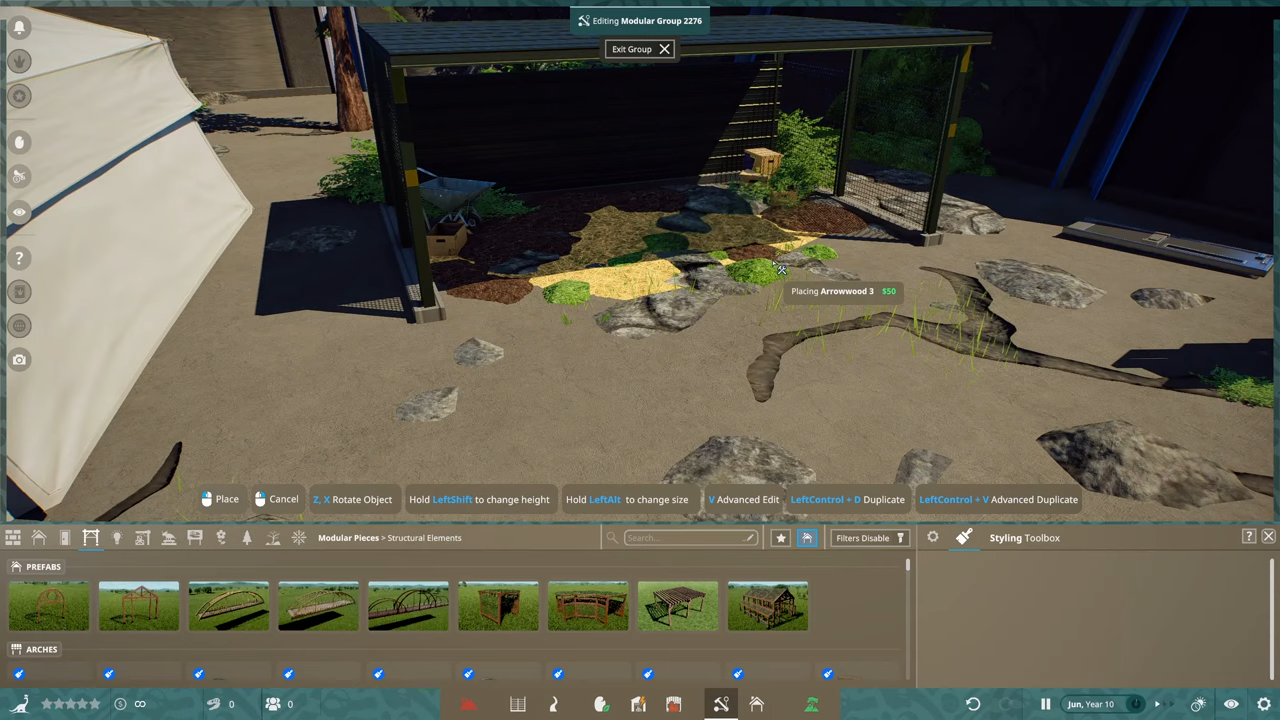 Editing Modular Group 2276
Exit Group
Placing Arrowwood 3 $50
Place
Cancel
Z, X Rotate Object
Hold LeftShift to change height
Hold LeftAlt to change size
V Advanced Edit
LeftControl + D Duplicate
LeftControl + V Advanced Duplicate
Modular Pieces > Structural Elements
Search...
Filters Disable
Styling Toolbox
PREFABS
ARCHES
∞
0
0
Jun, Year 10